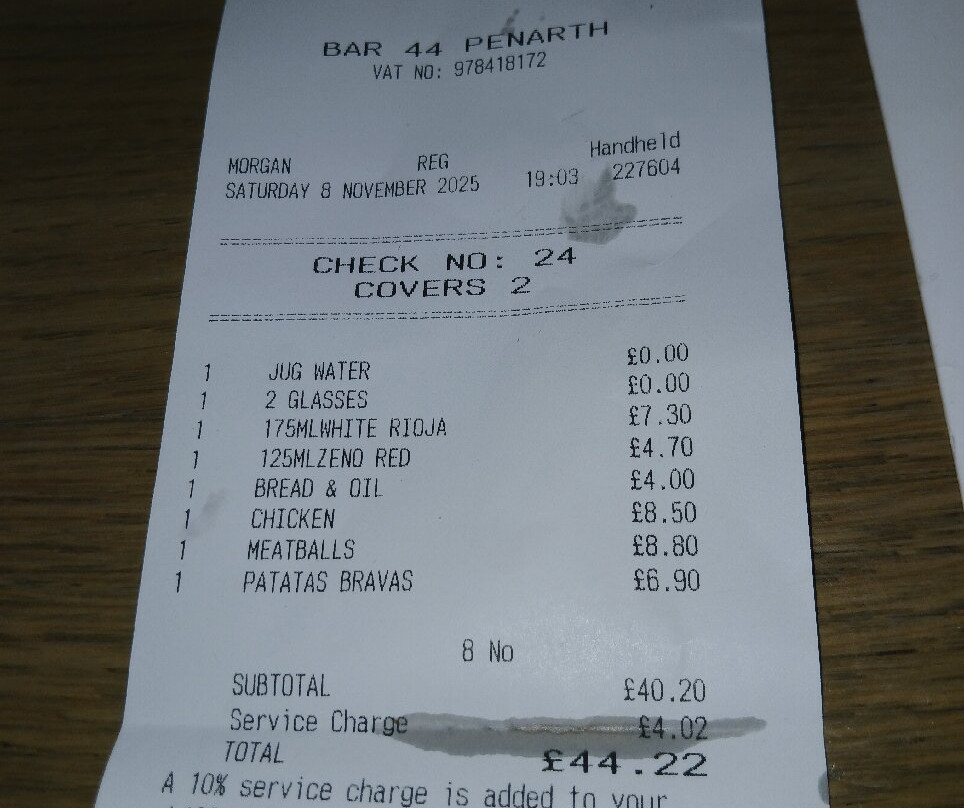 BAR 44 PENARTH
VAT NO: 978418172
Handheld
MORGAN REG
SATURDAY 8 NOVEMBER 2025 19:03 227604
CHECK NO: 24
COVERS 2
1 JUG WATER £0.00
1 2 GLASSES £0.00
1 175MLWHITE RIOJA £7.30
1 125MLZENO RED £4.70
1 BREAD & OIL £4.00
1 CHICKEN £8.50
1 MEATBALLS £8.80
1 PATATAS BRAVAS £6.90
8 No
SUBTOTAL £40.20
Service Charge £4.02
TOTAL £44.22
A 10% service charge is added to your